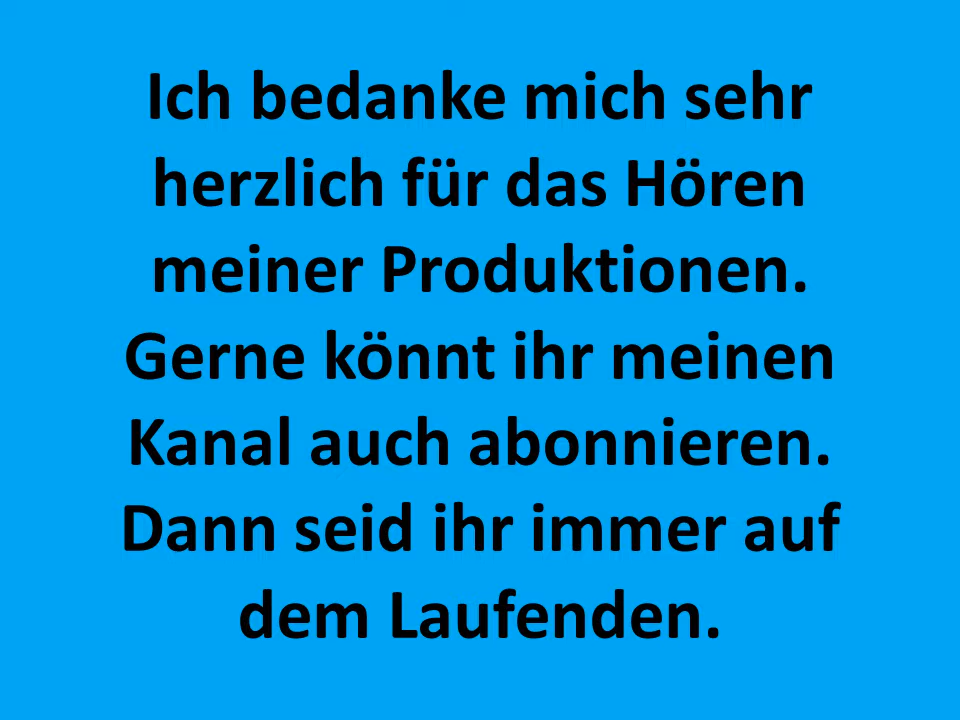 Ich bedanke mich sehr
herzlich für das Hören
meiner Produktionen.
Gerne könnt ihr meinen
Kanal auch abonnieren.
Dann seid ihr immer auf
dem Laufenden.